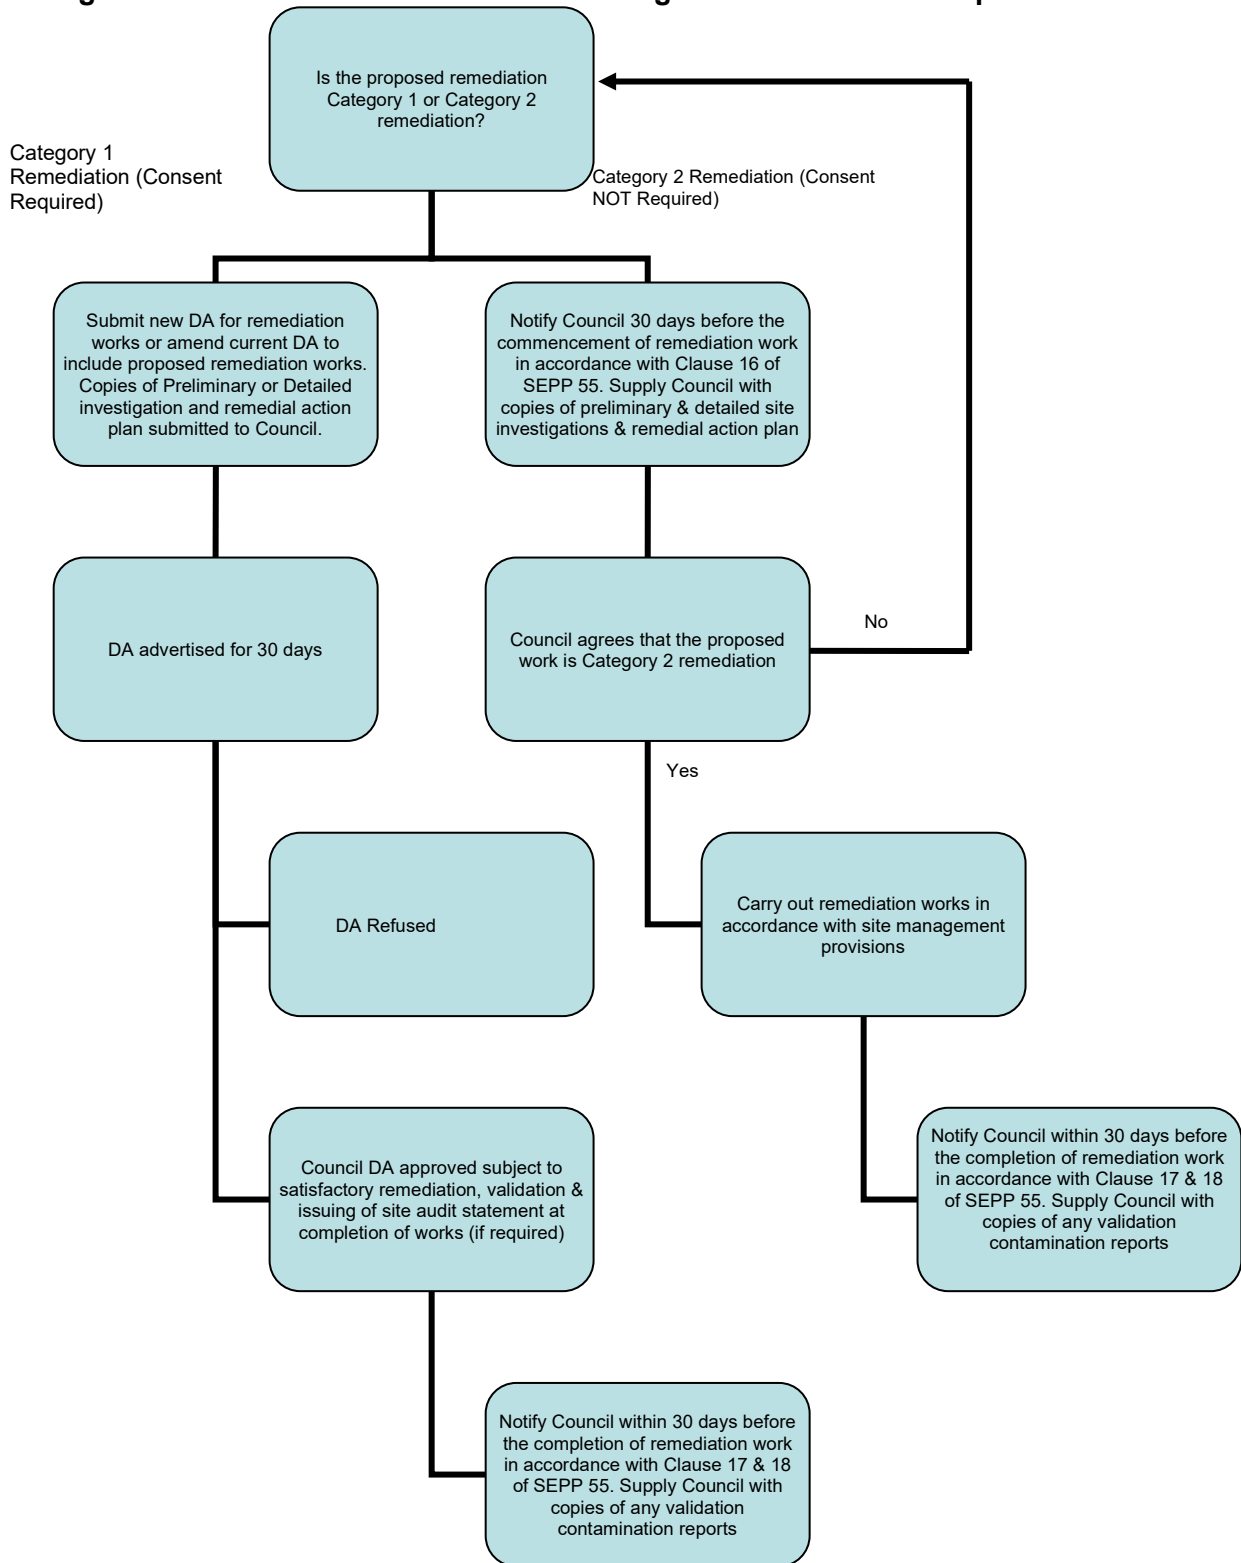 Is the proposed remediation
Category 1 or Category 2
remediation?
Category 1
Remediation (Consent
Required)
Category 2 Remediation (Consent
NOT Required)
Submit new DA for remediation
works or amend current DA to
include proposed remediation works.
Copies of Preliminary or Detailed
investigation and remedial action
plan submitted to Council.
Notify Council 30 days before the
commencement of remediation work
in accordance with Clause 16 of
SEPP 55. Supply Council with
copies of preliminary & detailed site
investigations & remedial action plan
DA advertised for 30 days
Council agrees that the proposed
work is Category 2 remediation
No
Yes
DA Refused
Carry out remediation works in
accordance with site management
provisions
Council DA approved subject to
satisfactory remediation, validation &
issuing of site audit statement at
completion of works (if required)
Notify Council within 30 days before
the completion of remediation work
in accordance with Clause 17 & 18
of SEPP 55. Supply Council with
copies of any validation
contamination reports
Notify Council within 30 days before
the completion of remediation work
in accordance with Clause 17 & 18
of SEPP 55. Supply Council with
copies of any validation
contamination reports